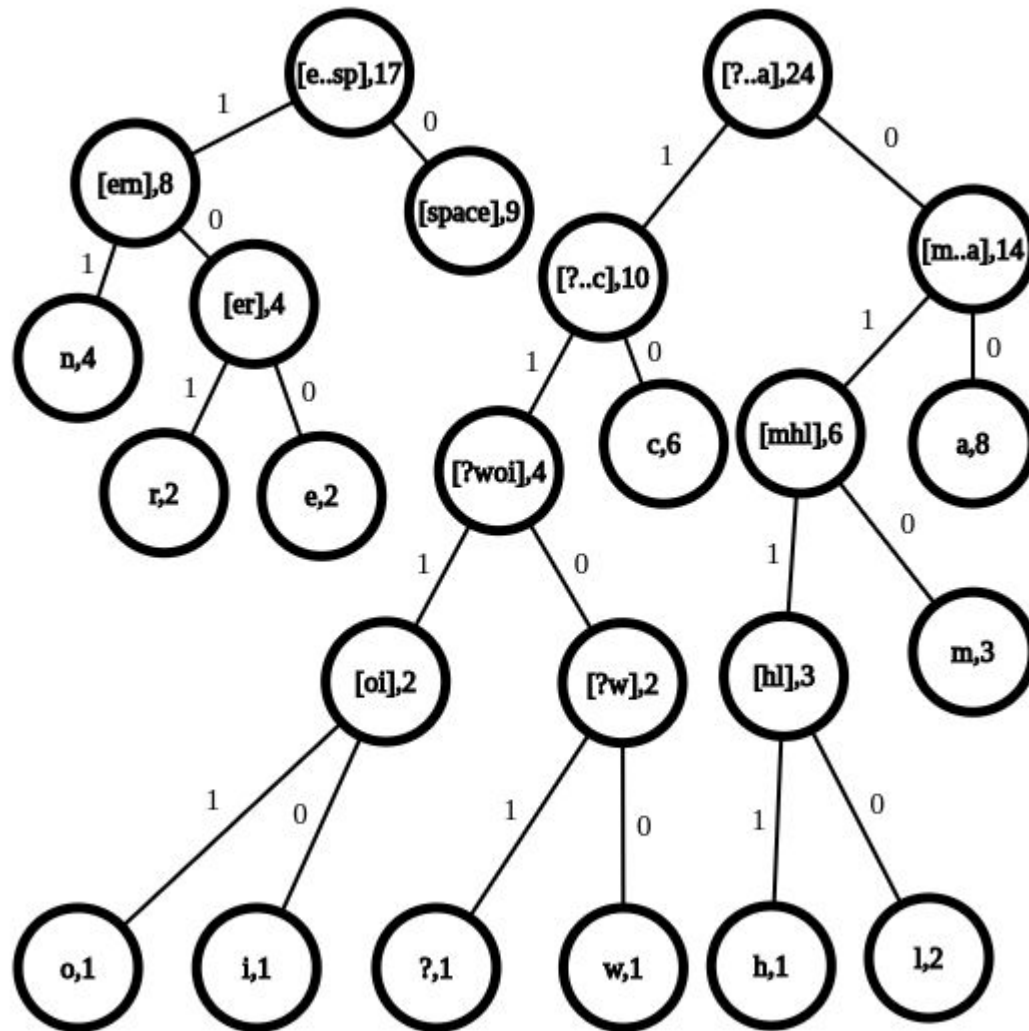 [e..sp],17
[?..a],24
1
0
1
0
[ern],8
[space],9
[?..c],10
[m..a],14
1
0
n,4
[er],4
1
0
1
0
1
0
r,2
e,2
[?woi],4
c,6
[mhl],6
a,8
1
0
1
0
[oi],2
[?w],2
[hl],3
m,3
1
0
1
0
1
0
o,1
i,1
?,1
w,1
h,1
l,2